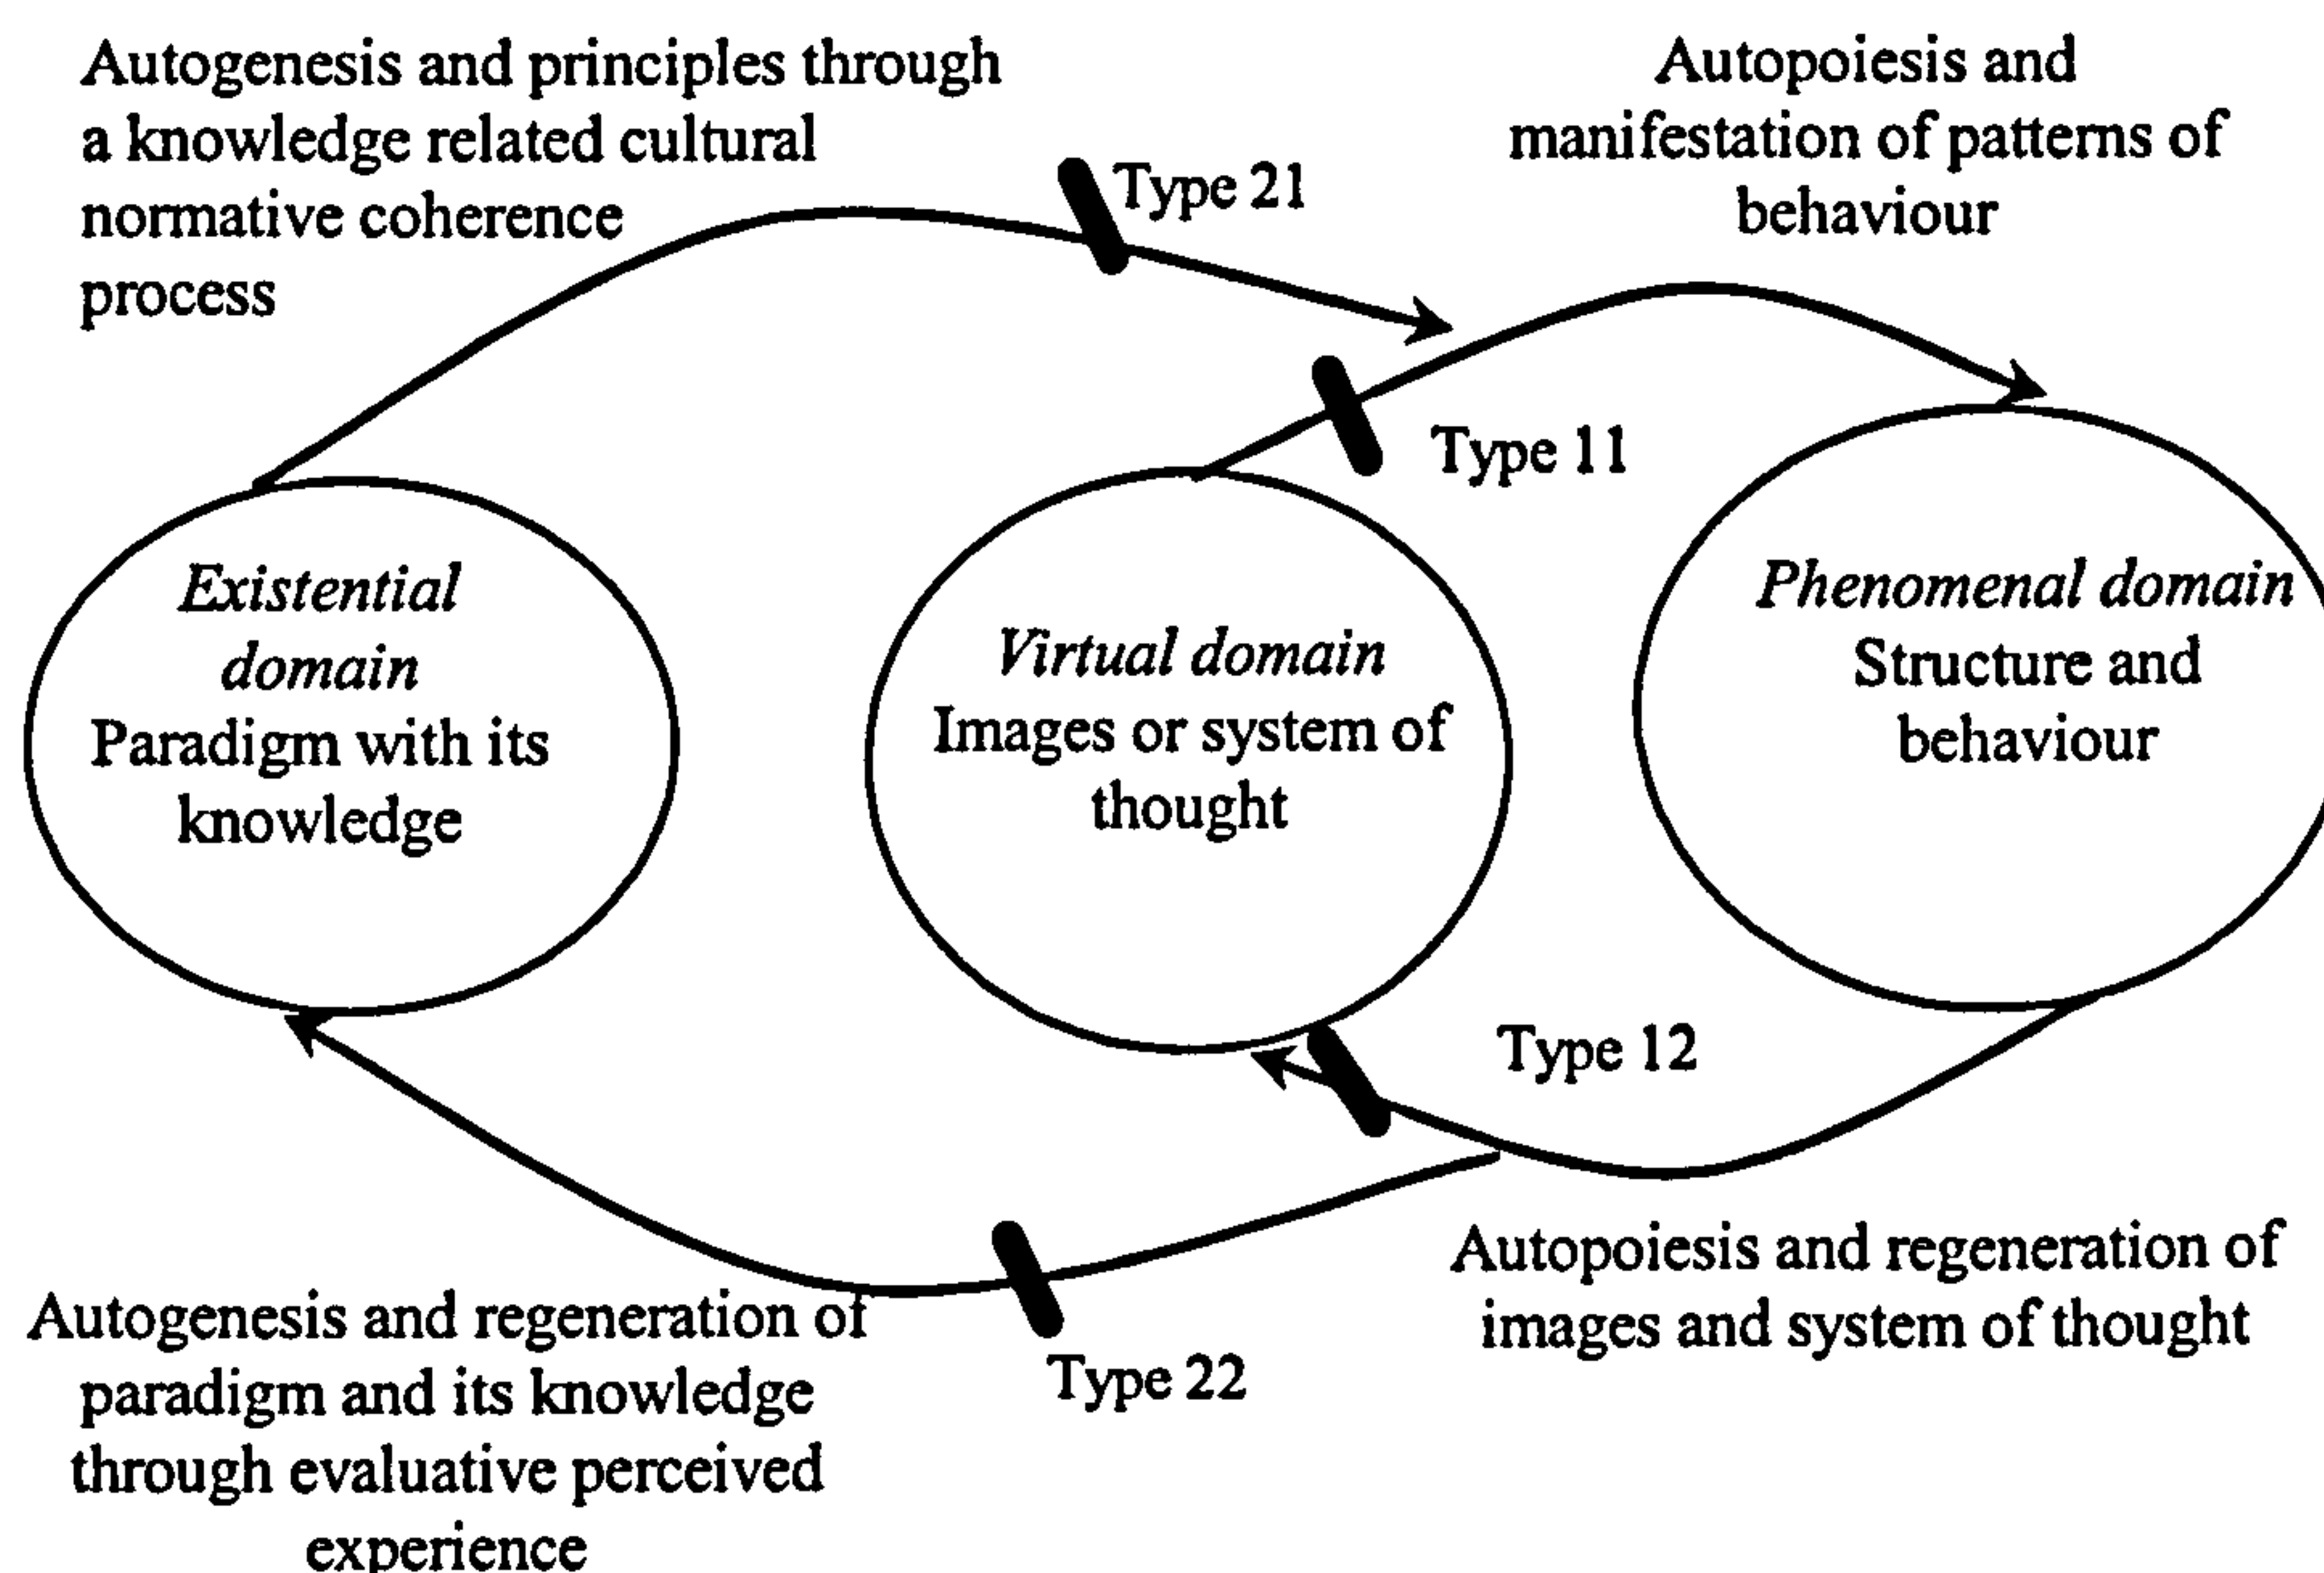 Autogenesis and principles through
a knowledge related cultural
normative coherence
process
Type 21
Autopoiesis and
manifestation of patterns of
behaviour
Type 11
Existential
domain
Paradigm with its
knowledge
Virtual domain
Images or system of
thought
Phenomenal domain
Structure and
behaviour
Type 12
Autopoiesis and regeneration of
images and system of thought
Autogenesis and regeneration of
paradigm and its knowledge
through evaluative perceived
experience
Type 22